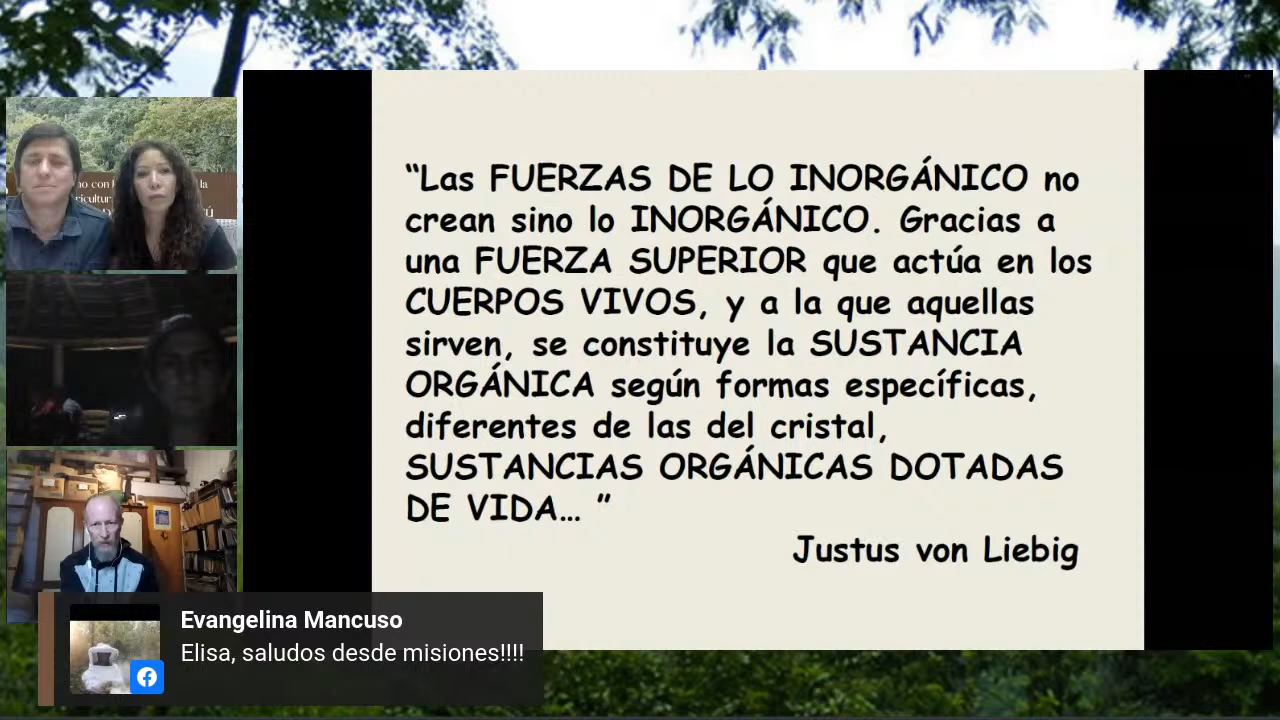 “Las FUERZAS DE LO INORGÁNICO no
crean sino lo INORGÁNICO. Gracias a
una FUERZA SUPERIOR que actúa en los
CUERPOS VIVOS, y a la que aquellas
sirven, se constituye la SUSTANCIA
ORGÁNICA según formas específicas,
diferentes de las del cristal,
SUSTANCIAS ORGÁNICAS DOTADAS
DE VIDA… ”
Justus von Liebig
Evangelina Mancuso
Elisa, saludos desde misiones!!!!